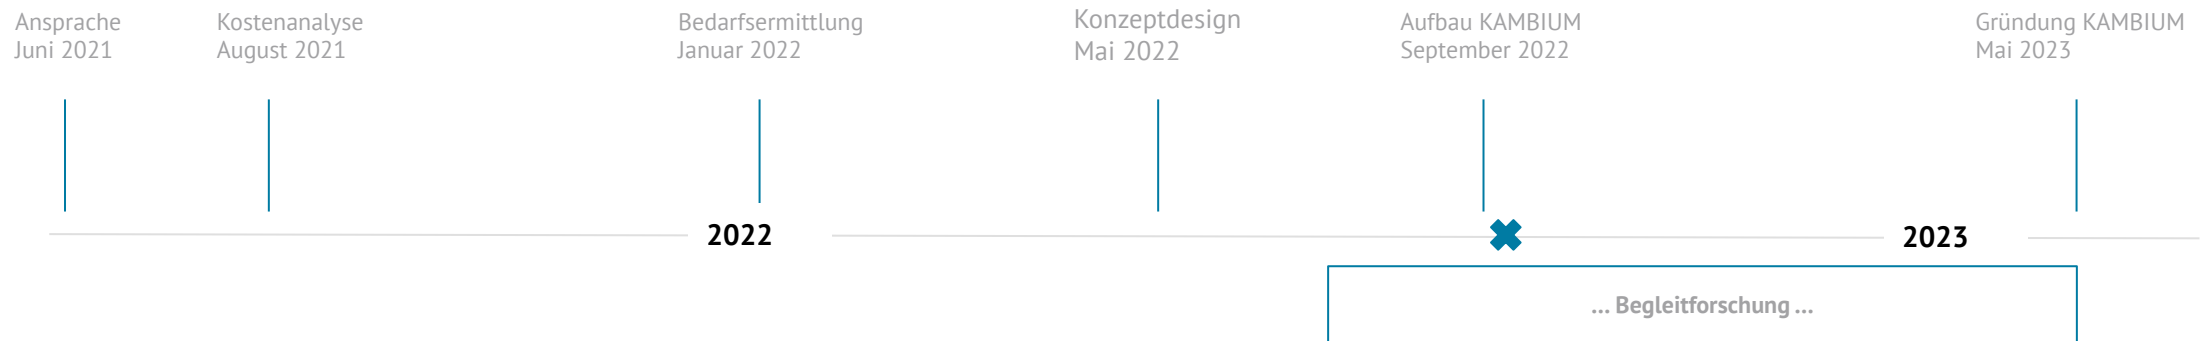 Ansprache
Juni 2021
Kostenanalyse
August 2021
Bedarfsermittlung
Januar 2022
Konzeptdesign
Mai 2022
Aufbau KAMBIUM
September 2022
Gründung KAMBIUM
Mai 2023
2022
2023
... Begleitforschung ...